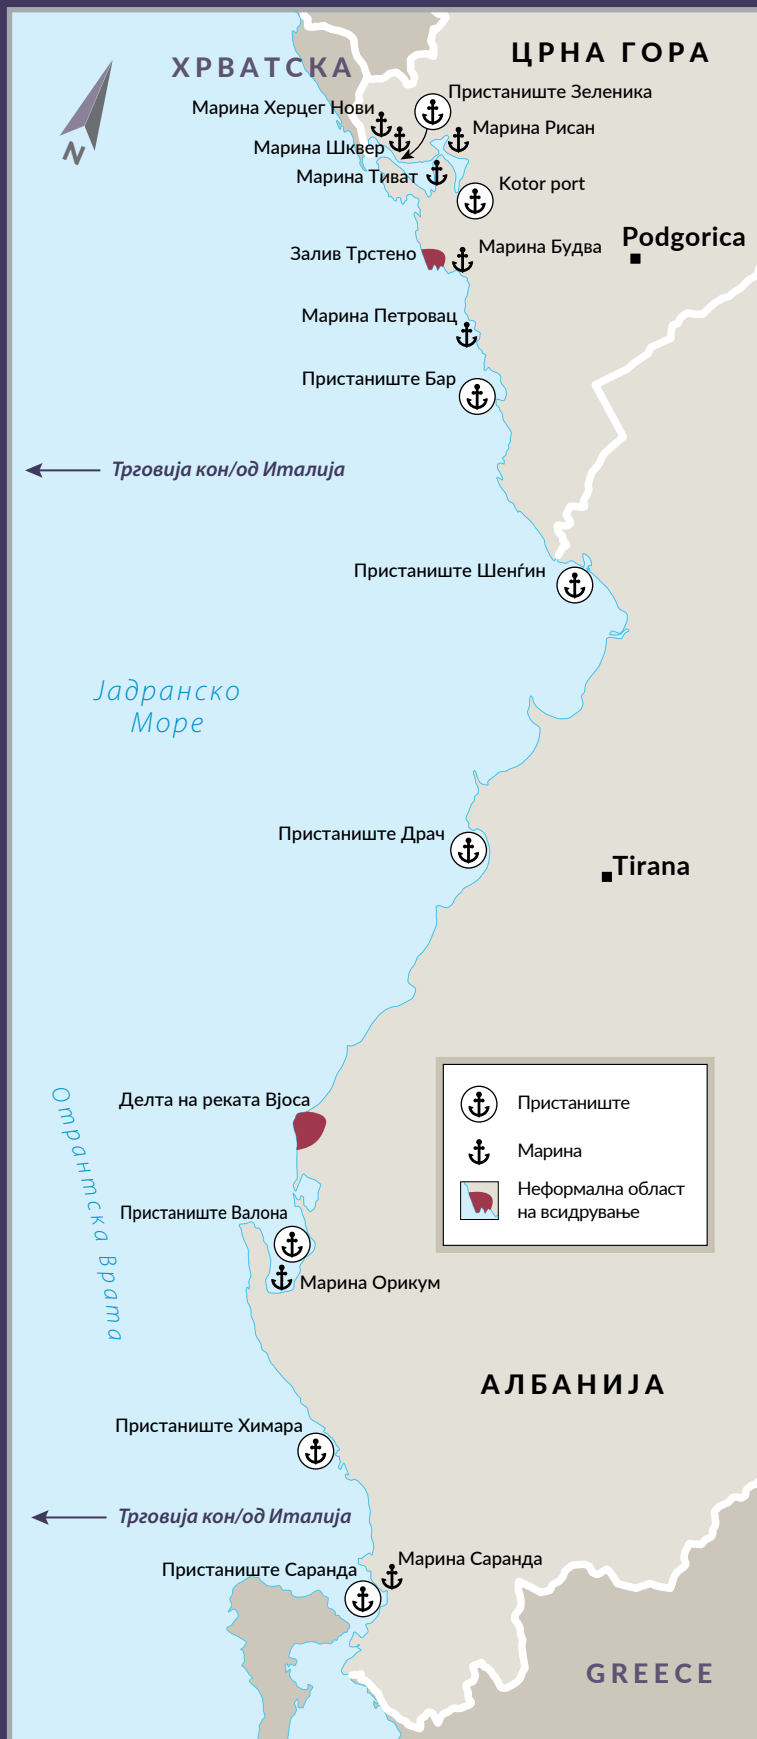 ХРВАТСКА
ЦРНА ГОРА
Пристаниште Зеленика
Марина Херцег Нови
Марина Рисан
Марина Шквер
Марина Тиват
Kotor port
N
Залив Трстено
Марина Будва
Podgorica
Марина Петровац
Пристаниште Бар
Трговија кон/од Италија
Пристаниште Шенѓин
Јадранско
Море
Пристаниште Драч
Tirana
Делта на реката Вјоса
Отрантска Врата
Пристаниште
Марина
Неформална област
на всидрување
Пристаниште Валона
Марина Орикум
АЛБАНИЈА
Пристаниште Химара
Трговија кон/од Италија
Марина Саранда
Пристаниште Саранда
GREECE